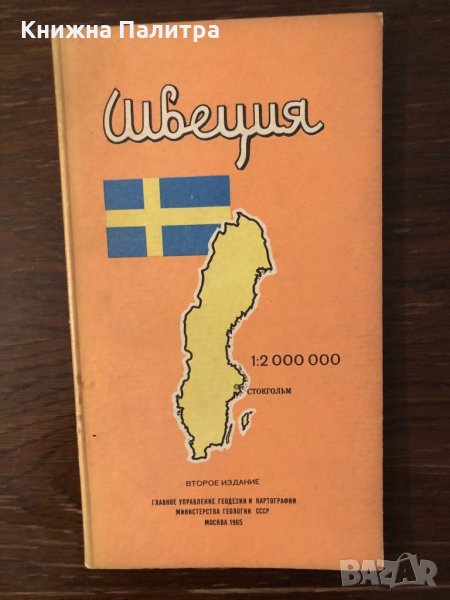 Книжна Палитра
Швеция
1:2 000 000
СТОКГОЛЬМ
ВТОРОЕ ИЗДАНИЕ
ГЛАВНОЕ УПРАВЛЕНИЕ ГЕОДЕЗИИ И КАРТОГРАФИИ
МИНИСТЕРСТВА ГЕОЛОГИИ СССР
МОСКВА 1965
BAZAR